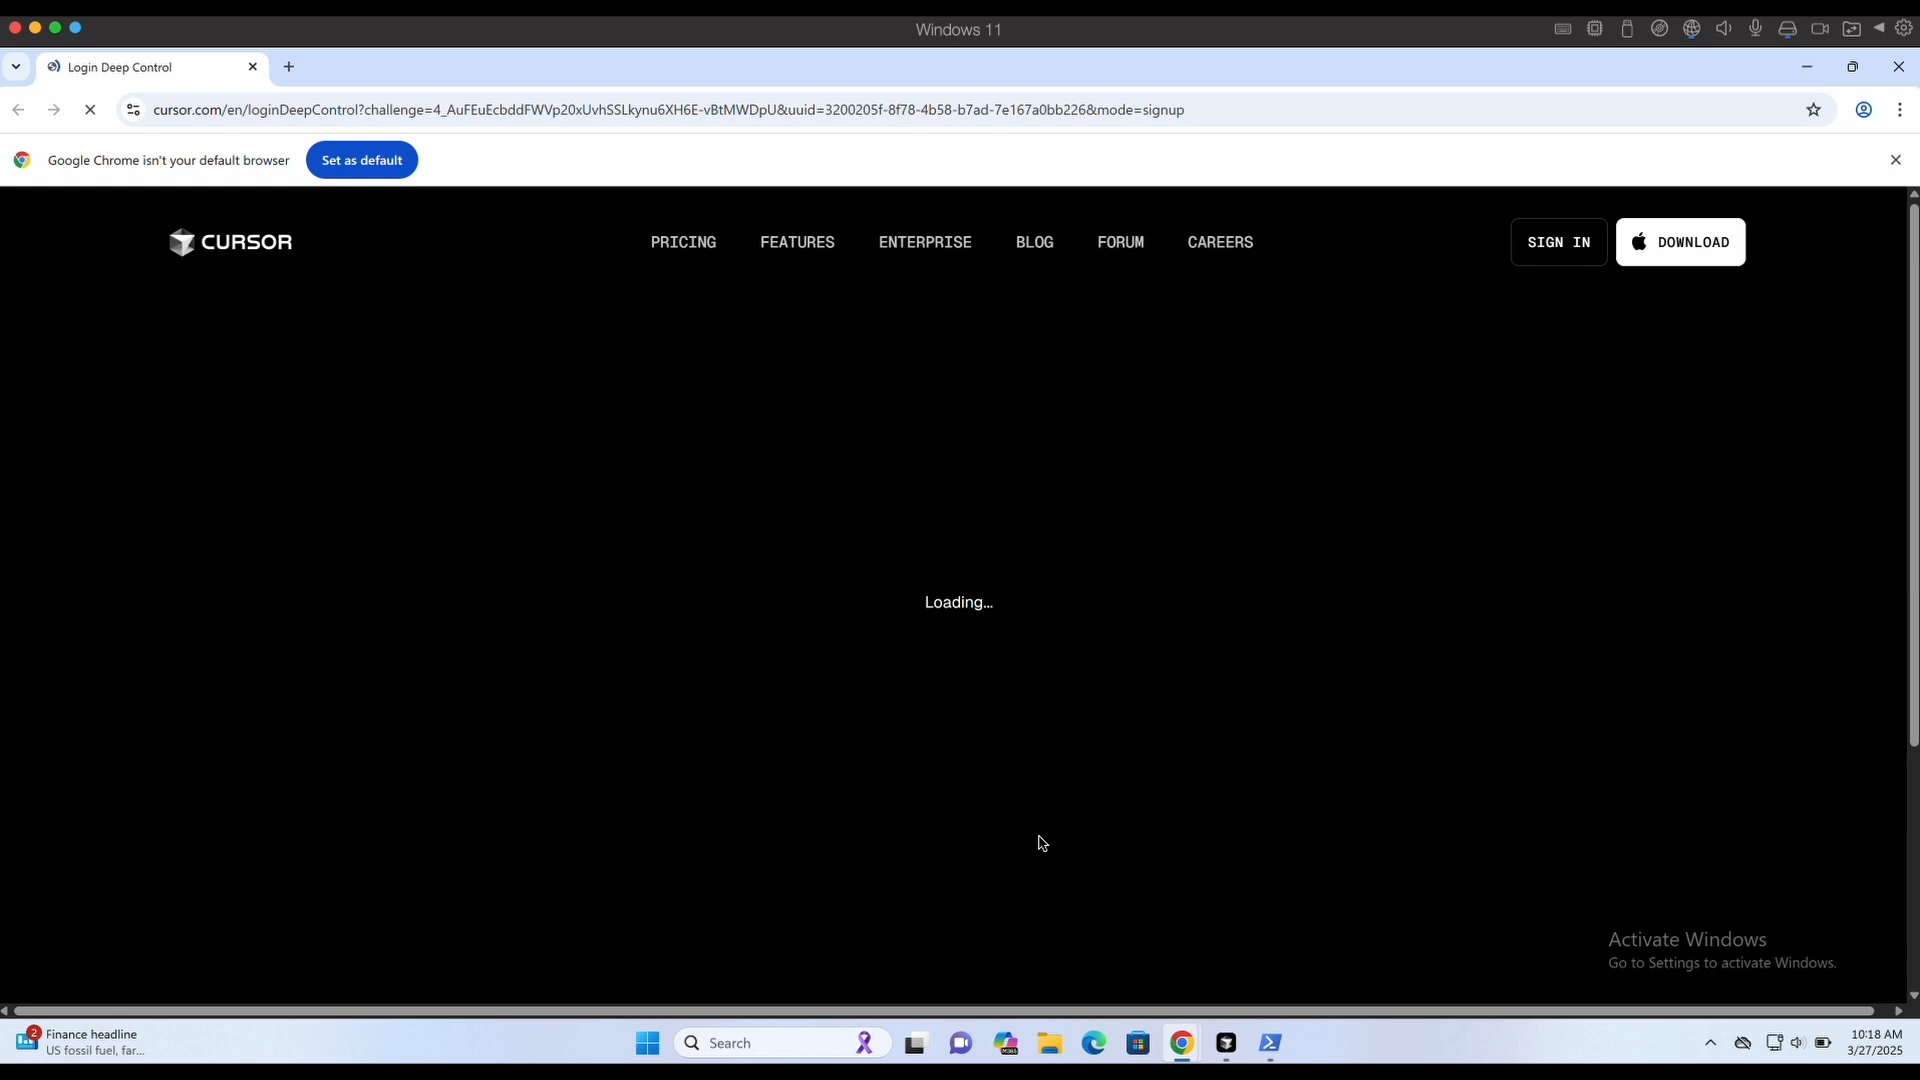 Windows 11
Login Deep Control
cursor.com/en/loginDeepControl?challenge=4_AuFEuEcbddFWVp20xUvhSSLkynu6XH6E-vBtMWDpU&uuid=3200205f-8f78-4b58-b7ad-7e167a0bb226&mode=signup
Google Chrome isn't your default browser
Set as default
CURSOR
PRICING
FEATURES
ENTERPRISE
BLOG
FORUM
CAREERS
SIGN IN
DOWNLOAD
Loading...
Activate Windows
Go to Settings to activate Windows.
2
Finance headline
US fossil fuel, far...
Search
M365
10:18 AM
3/27/2025